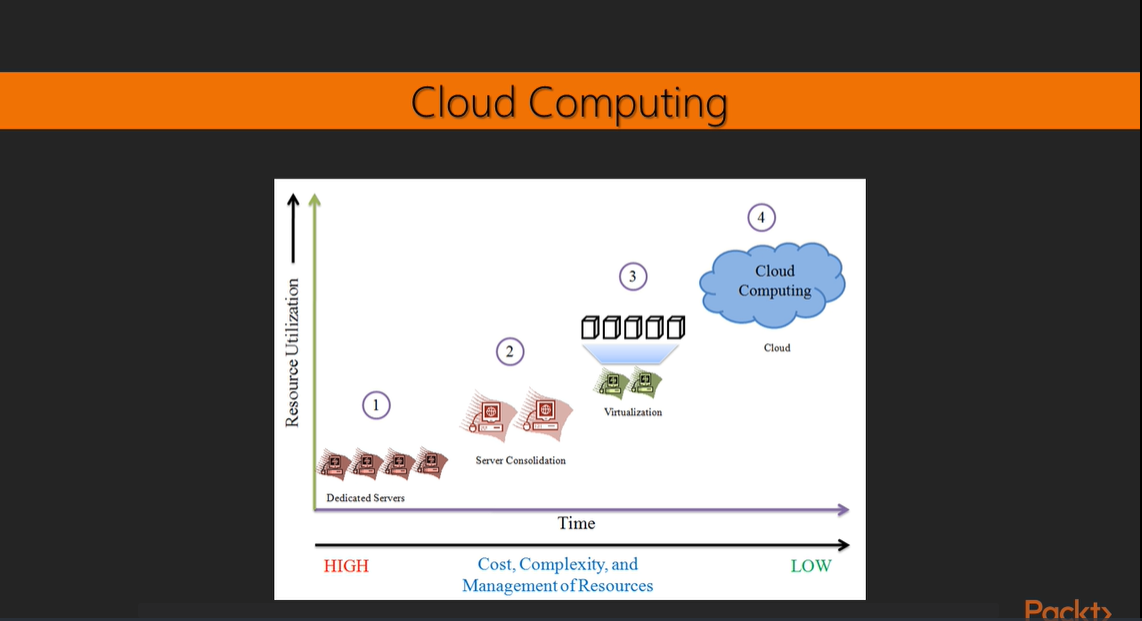 Cloud Computing
Resource Utilization
4
Cloud
Computing
Cloud
3
Virtualization
2
Server Consolidation
1
Dedicated Servers
Time
HIGH
Cost, Complexity, and
Management of Resources
LOW
Packt>